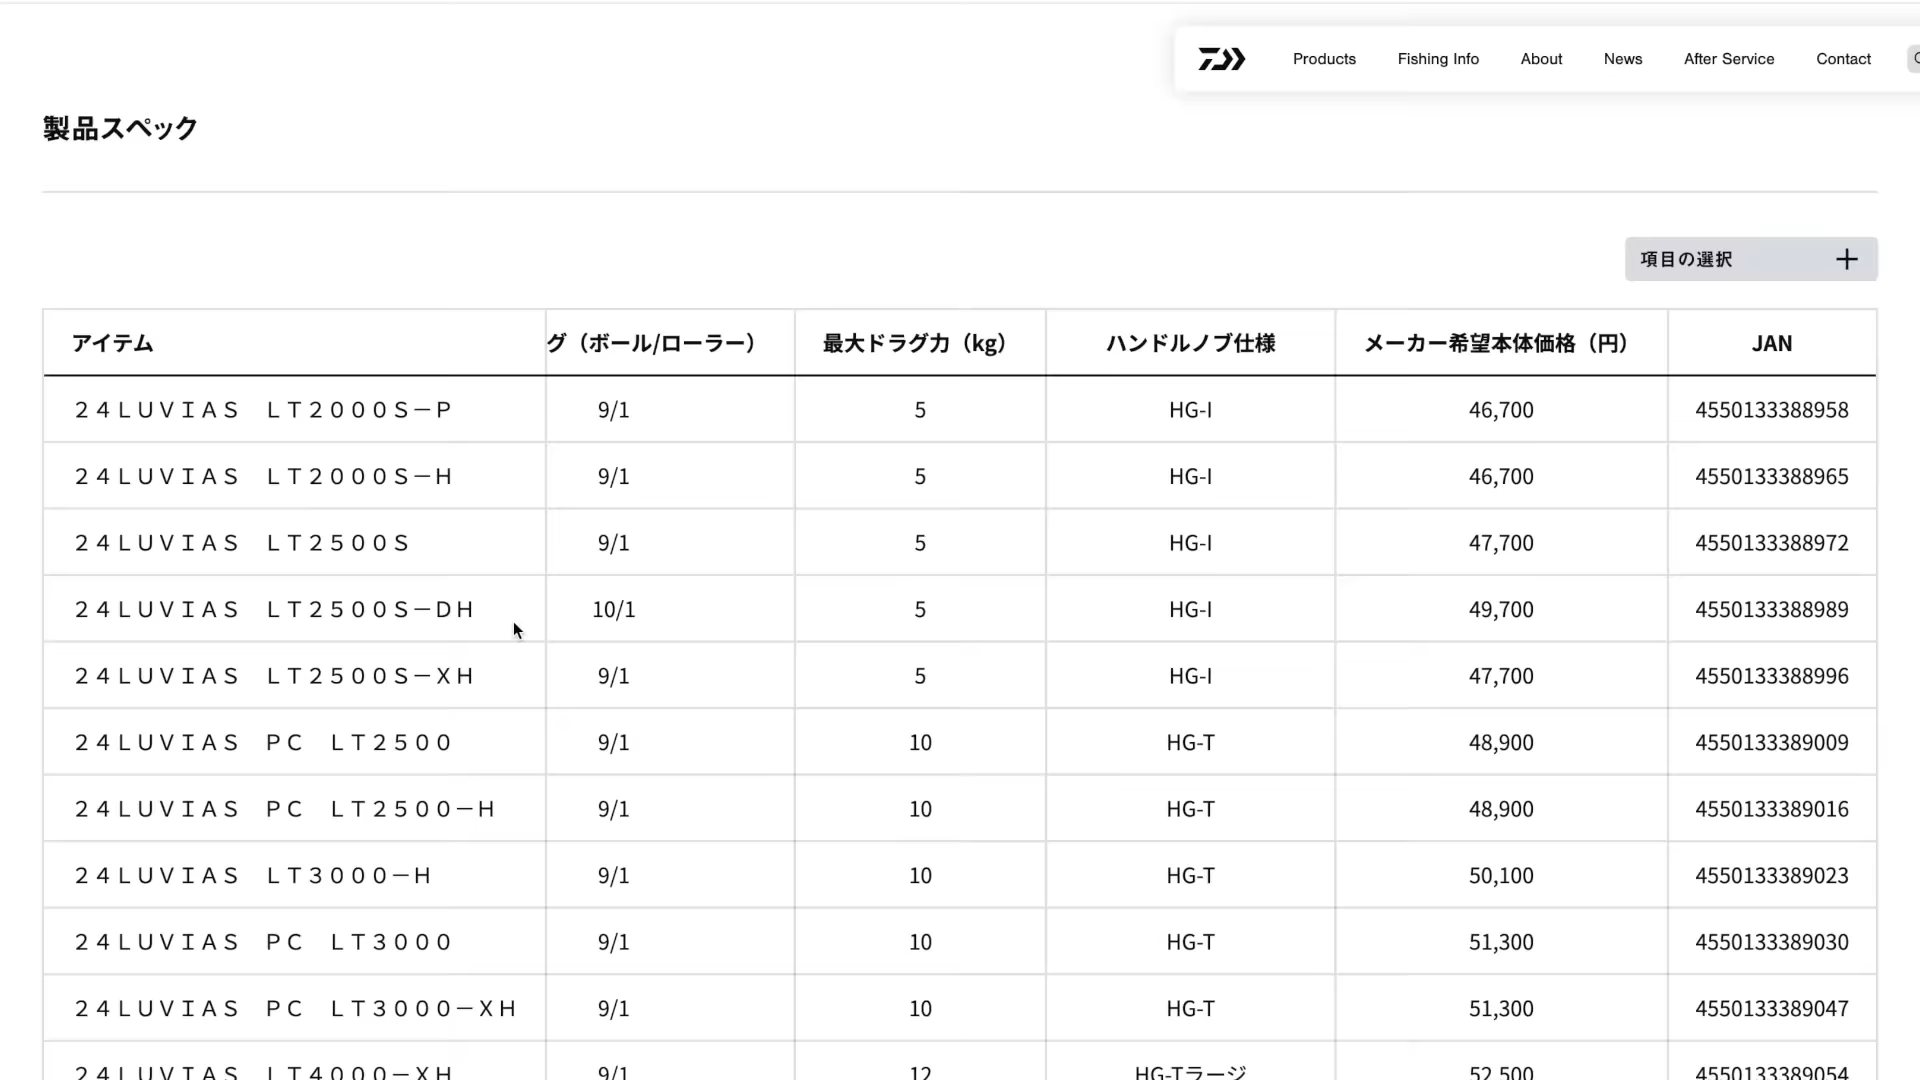 Products Fishing Info About News After Service Contact
製品スペック
項目の選択 +
アイテム グ（ボール/ローラー） 最大ドラグ力（kg） ハンドルノブ仕様 メーカー希望本体価格（円） JAN
２４ＬＵＶＩＡＳ　ＬＴ２０００Ｓ－Ｐ 9/1 5 HG-I 46,700 4550133388958
２４ＬＵＶＩＡＳ　ＬＴ２０００Ｓ－Ｈ 9/1 5 HG-I 46,700 4550133388965
２４ＬＵＶＩＡＳ　ＬＴ２５００Ｓ 9/1 5 HG-I 47,700 4550133388972
２４ＬＵＶＩＡＳ　ＬＴ２５００Ｓ－ＤＨ 10/1 5 HG-I 49,700 4550133388989
２４ＬＵＶＩＡＳ　ＬＴ２５００Ｓ－ＸＨ 9/1 5 HG-I 47,700 4550133388996
２４ＬＵＶＩＡＳ　ＰＣ　ＬＴ２５００ 9/1 10 HG-T 48,900 4550133389009
２４ＬＵＶＩＡＳ　ＰＣ　ＬＴ２５００－Ｈ 9/1 10 HG-T 48,900 4550133389016
２４ＬＵＶＩＡＳ　ＬＴ３０００－Ｈ 9/1 10 HG-T 50,100 4550133389023
２４ＬＵＶＩＡＳ　ＰＣ　ＬＴ３０００ 9/1 10 HG-T 51,300 4550133389030
２４ＬＵＶＩＡＳ　ＰＣ　ＬＴ３０００－ＸＨ 9/1 10 HG-T 51,300 4550133389047
２４ＬＵＶＩＡＳ　ＬＴ４０００－ＸＨ 9/1 12 HG-Tラージ 52,500 4550133389054